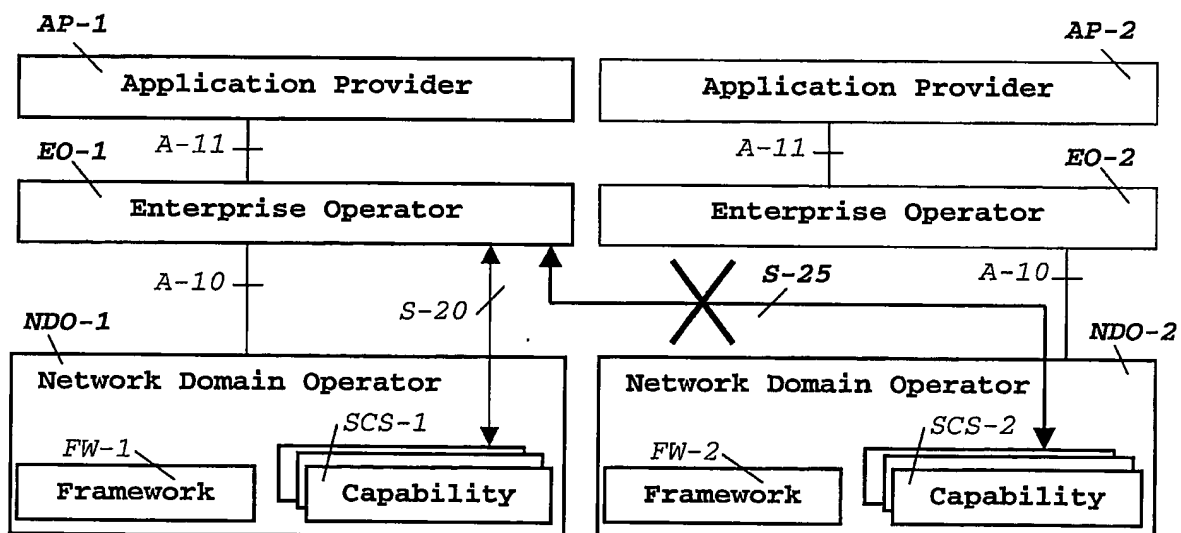 AP-1
AP-2
Application Provider
Application Provider
A-11
A-11
EO-1
EO-2
Enterprise Operator
Enterprise Operator
A-10
S-20
S-25
A-10
NDO-1
NDO-2
Network Domain Operator
Network Domain Operator
SCS-1
SCS-2
FW-1
FW-2
Framework
Capability
Framework
Capability